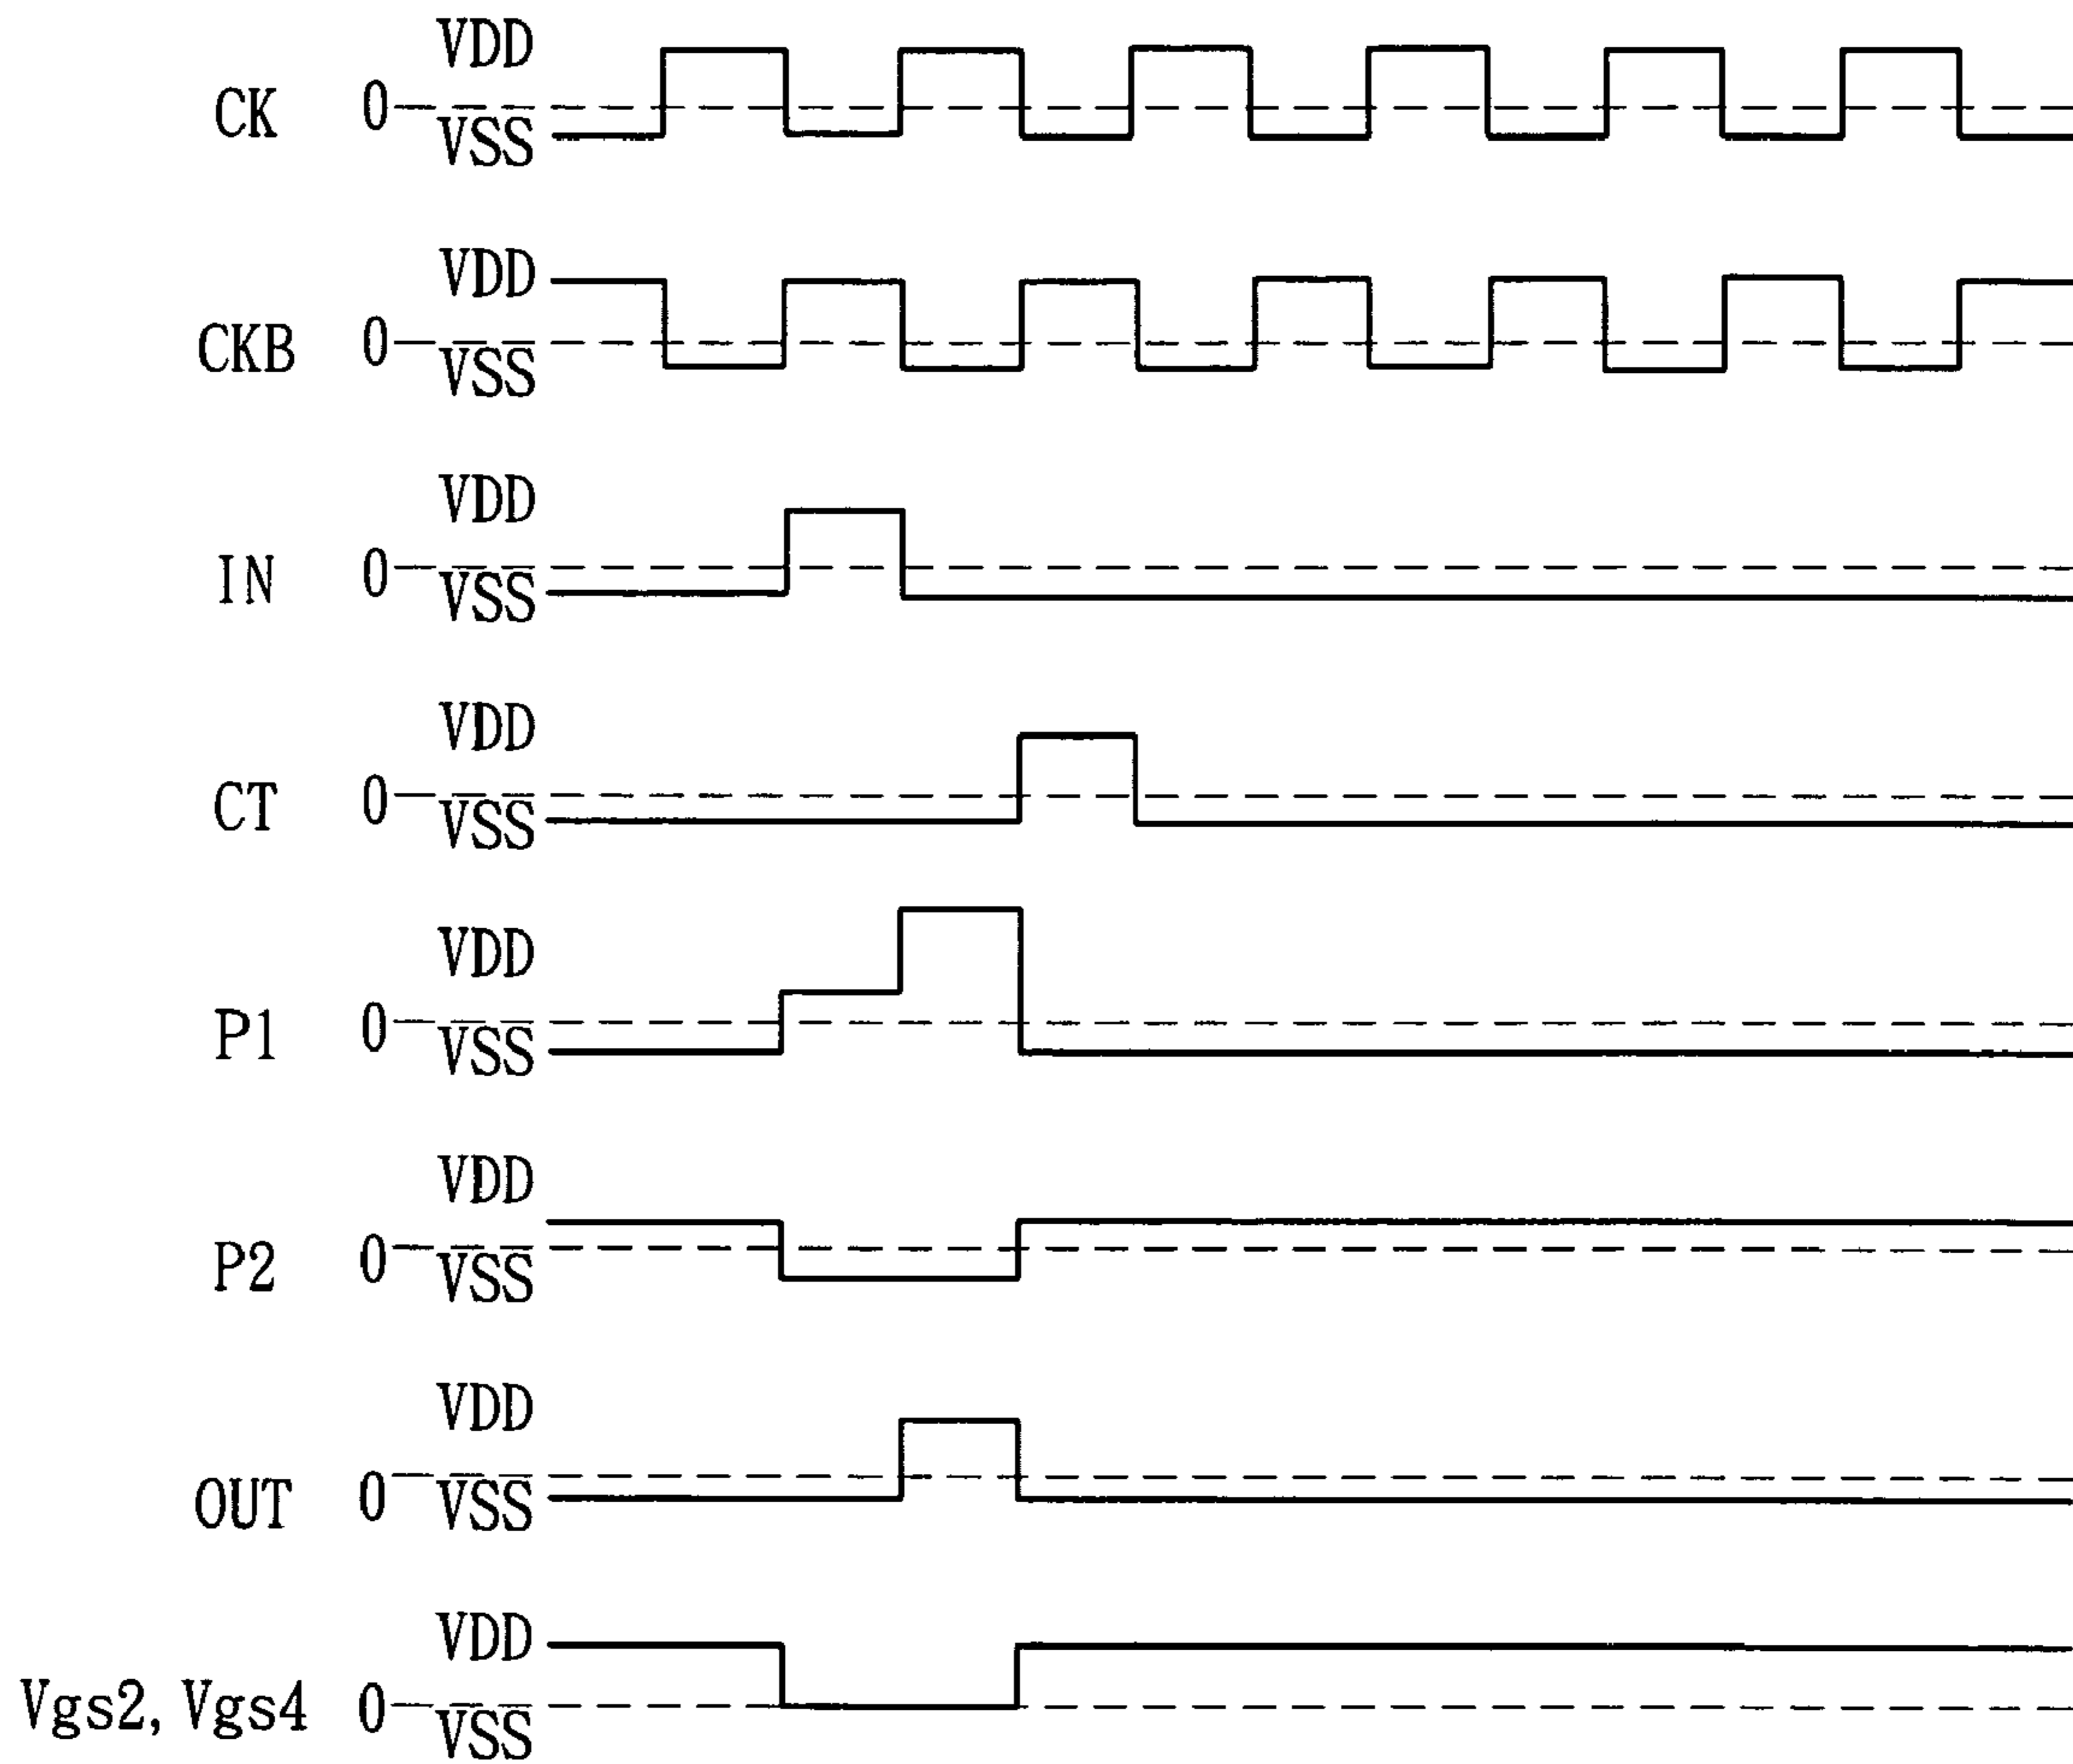 VDD
CK 0
VSS
VDD
CKB 0
VSS
VDD
IN 0
VSS
VDD
CT 0
VSS
VDD
P1 0
VSS
VDD
P2 0
VSS
VDD
OUT 0
VSS
VDD
Vgs2, Vgs4 0
VSS